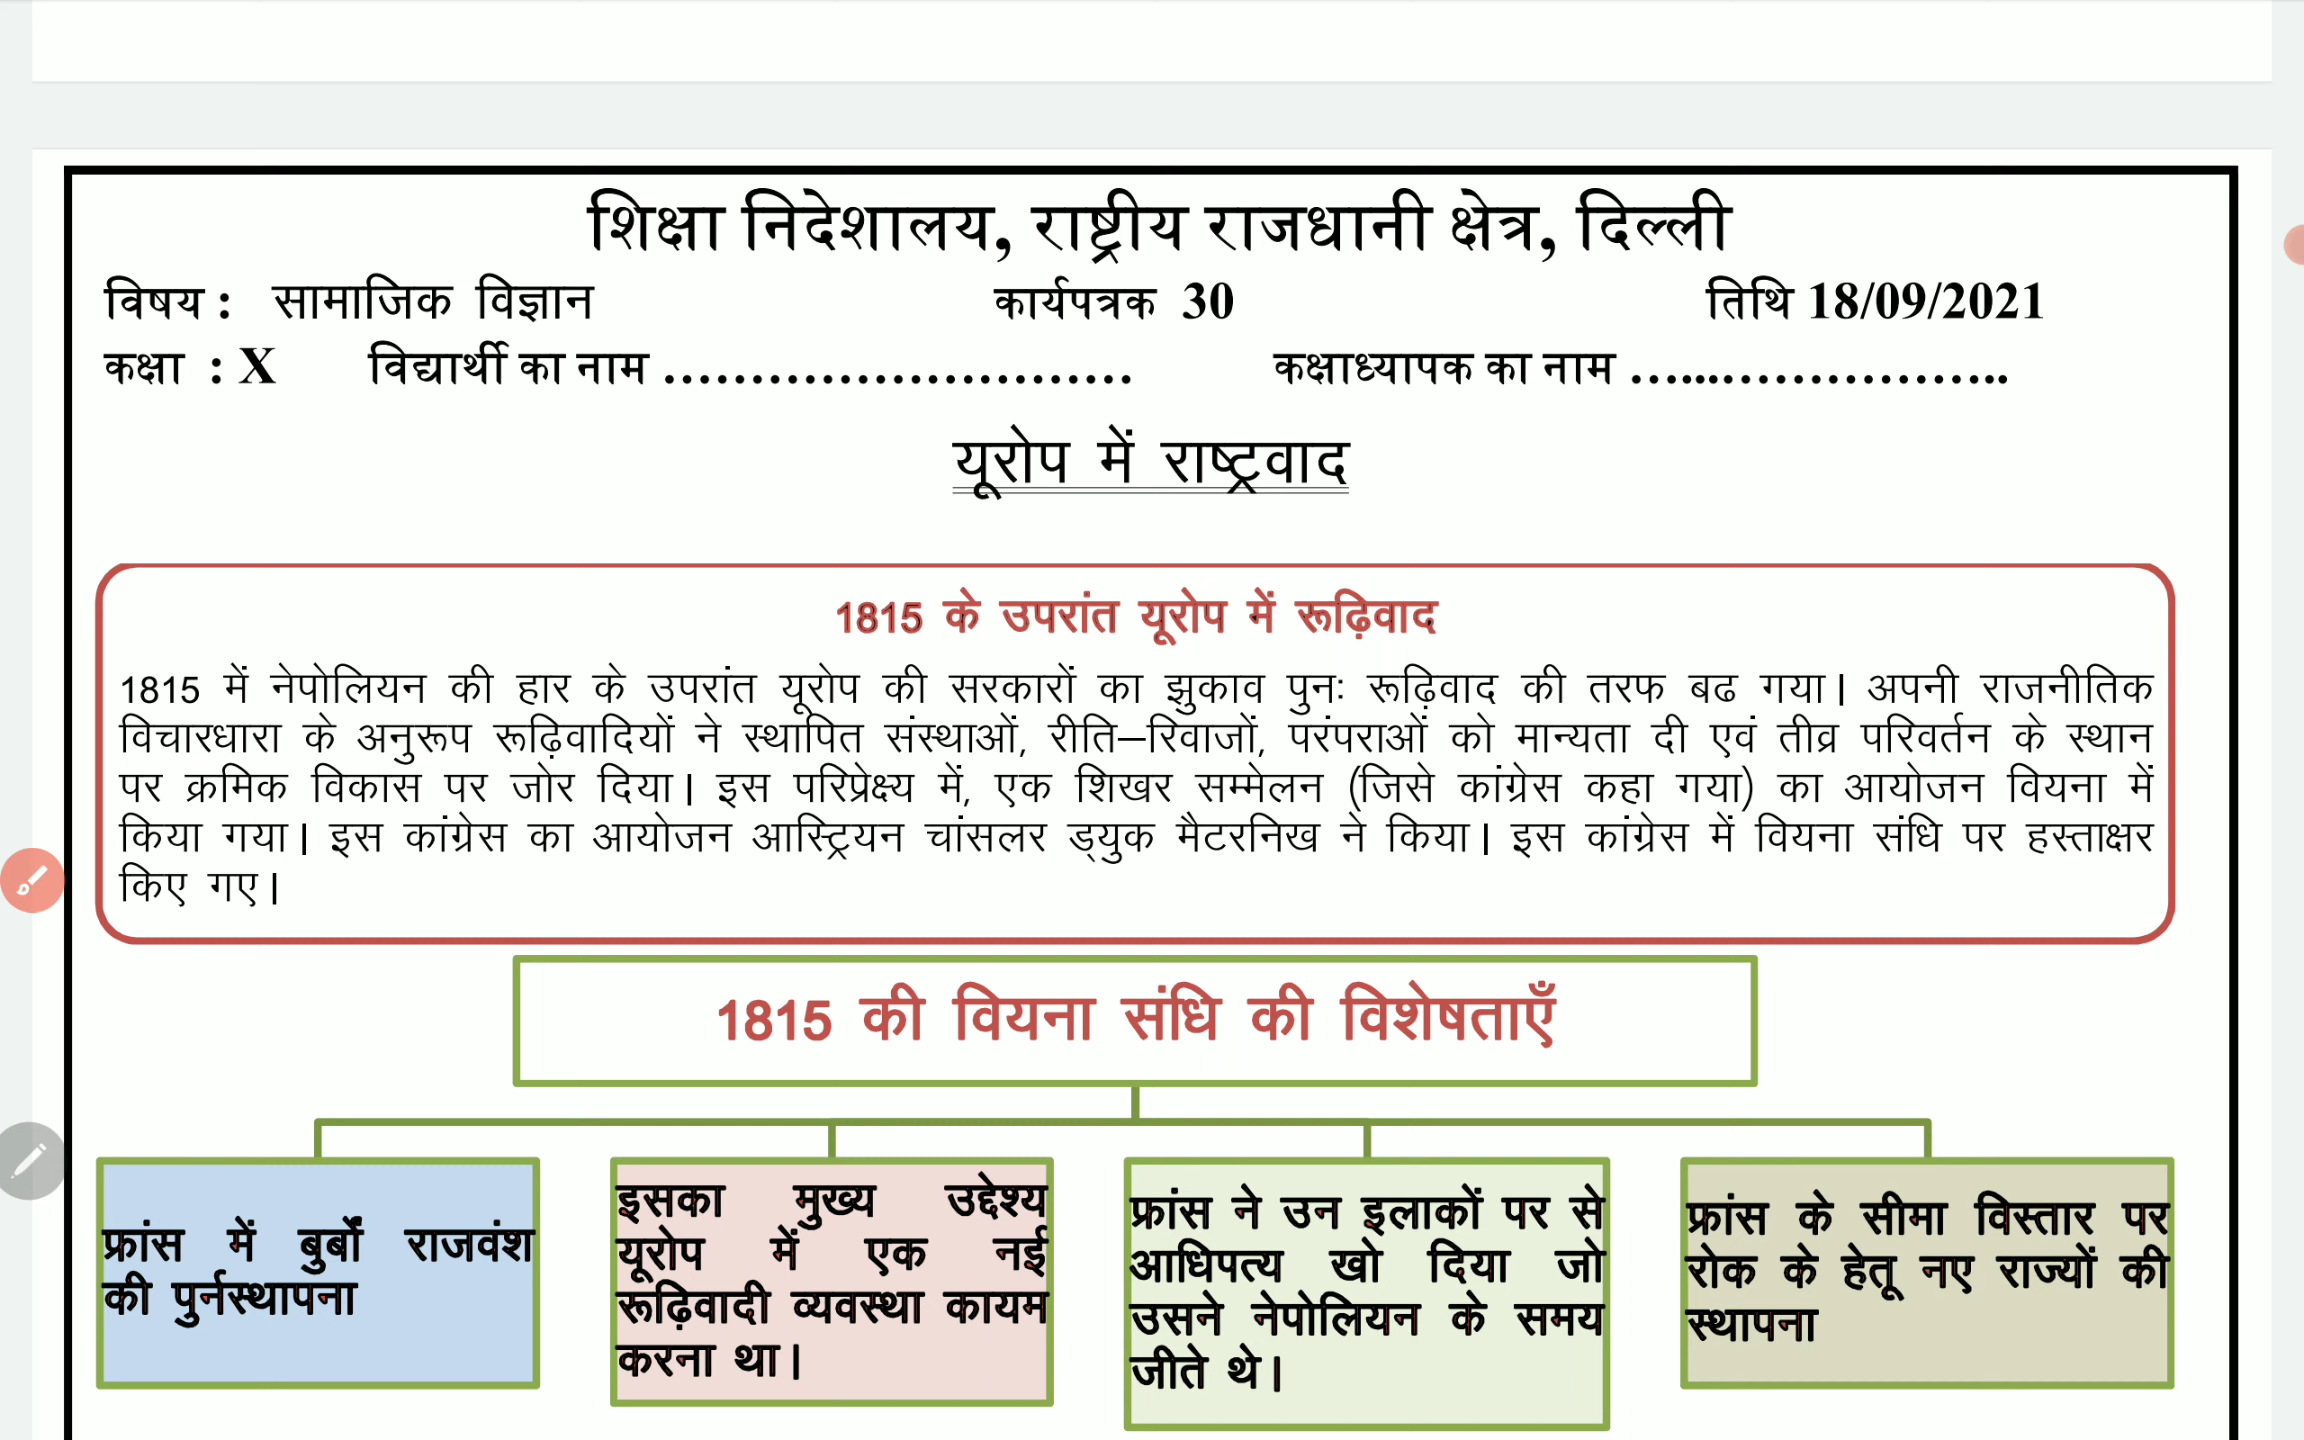 शिक्षा निदेशालय, राष्ट्रीय राजधानी क्षेत्र, दिल्ली
विषय : सामाजिक विज्ञान कार्यपत्रक 30 तिथि 18/09/2021
कक्षा : X विद्यार्थी का नाम ………………………… कक्षाध्यापक का नाम …...………………..
यूरोप में राष्ट्रवाद
1815 के उपरांत यूरोप में रूढ़िवाद
1815 में नेपोलियन की हार के उपरांत यूरोप की सरकारों का झुकाव पुनः रूढ़िवाद की तरफ बढ गया। अपनी राजनीतिक
विचारधारा के अनुरूप रूढ़िवादियों ने स्थापित संस्थाओं, रीति–रिवाजों, परंपराओं को मान्यता दी एवं तीव्र परिवर्तन के स्थान
पर क्रमिक विकास पर जोर दिया। इस परिप्रेक्ष्य में, एक शिखर सम्मेलन (जिसे कांग्रेस कहा गया) का आयोजन वियना में
किया गया। इस कांग्रेस का आयोजन आस्ट्रियन चांसलर ड्युक मैटरनिख ने किया। इस कांग्रेस में वियना संधि पर हस्ताक्षर
किए गए।
1815 की वियना संधि की विशेषताएँ
फ्रांस में बुर्बों राजवंश
की पुर्नस्थापना
इसका मुख्य उद्देश्य
यूरोप में एक नई
रूढ़िवादी व्यवस्था कायम
करना था।
फ्रांस ने उन इलाकों पर से
आधिपत्य खो दिया जो
उसने नेपोलियन के समय
जीते थे।
फ्रांस के सीमा विस्तार पर
रोक के हेतू नए राज्यों की
स्थापना